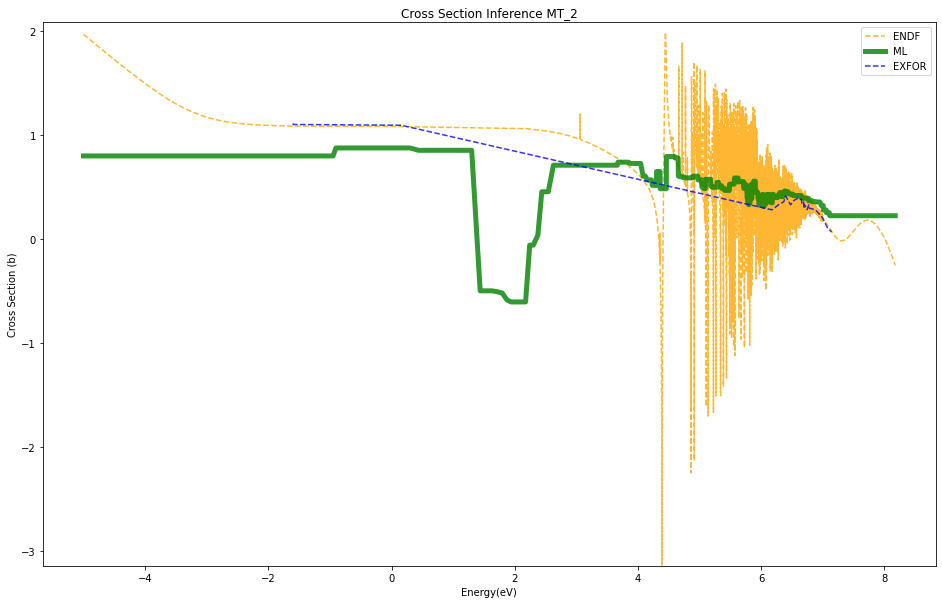 Cross Section Inference MT_2
ENDF
ML
EXFOR
Cross Section (b)
2
1
0
−1
−2
−3
−4
−2
0
2
4
6
8
Energy(eV)